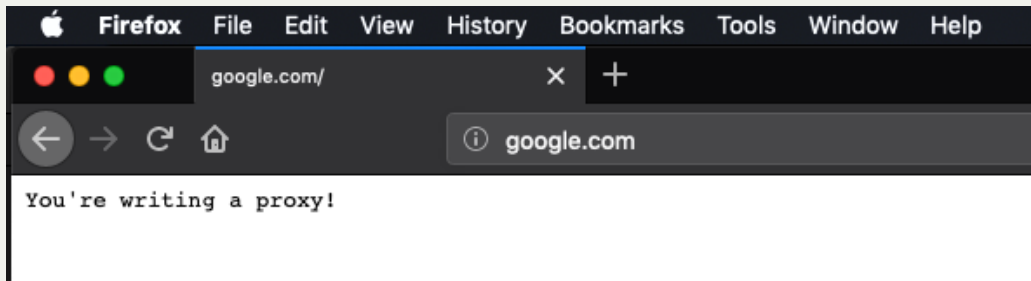 Firefox File Edit View History Bookmarks Tools Window Help
google.com/
google.com
You're writing a proxy!